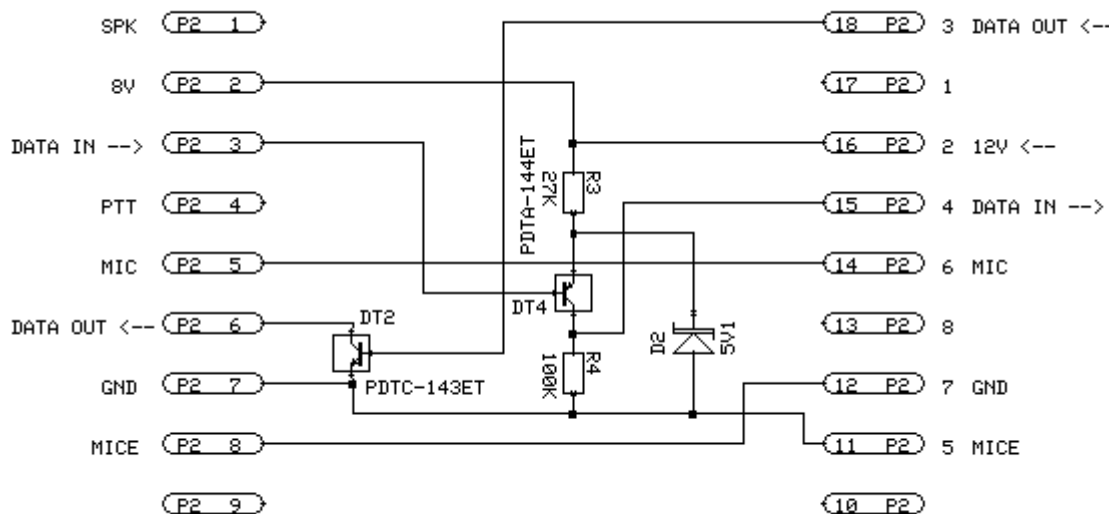 SPK P2 1 18 P2 3 DATA OUT <--
8V P2 2 17 P2 1
DATA IN --> P2 3 16 P2 2 12V <--
PDTA-144ET
27K R3
PTT P2 4 15 P2 4 DATA IN -->
MIC P2 5 14 P2 6 MIC
DT4
DATA OUT <-- P2 6 DT2 13 P2 8
D2 5V1
100K R4
GND P2 7 PDTC-143ET 12 P2 7 GND
MICE P2 8 11 P2 5 MICE
P2 9 10 P2